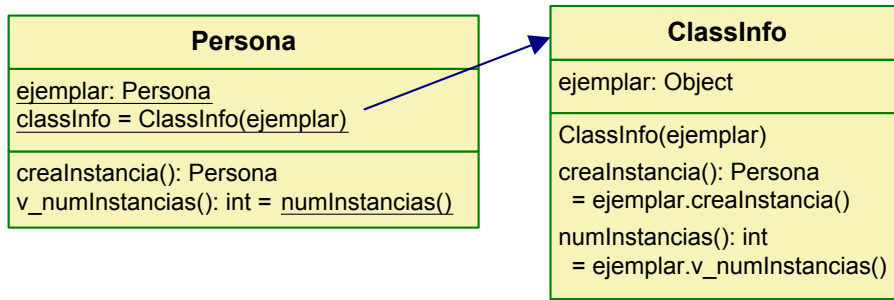 Persona
ejemplar: Persona
classInfo = ClassInfo(ejemplar)
creaInstancia(): Persona
v_numInstancias(): int = numInstancias()
ClassInfo
ejemplar: Object
ClassInfo(ejemplar)
creaInstancia(): Persona
= ejemplar.creaInstancia()
numInstancias(): int
= ejemplar.v_numInstancias()